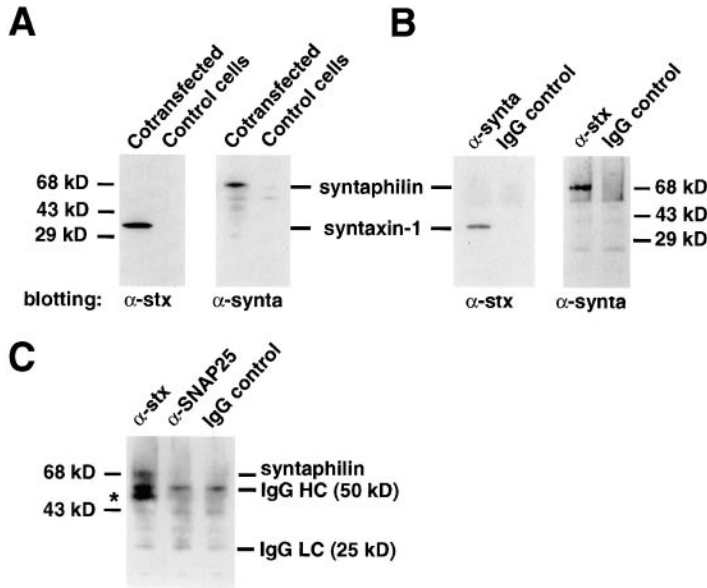 A
Cotransfected
Control cells
Cotransfected
Control cells
68 kD
43 kD
29 kD
blotting:
α-stx
α-synta
syntaphilin
syntaxin-1
B
α-synta
IgG control
α-stx
IgG control
68 kD
43 kD
29 kD
α-stx
α-synta
C
α-stx
α-SNAP25
IgG control
68 kD
*
43 kD
syntaphilin
IgG HC (50 kD)
IgG LC (25 kD)